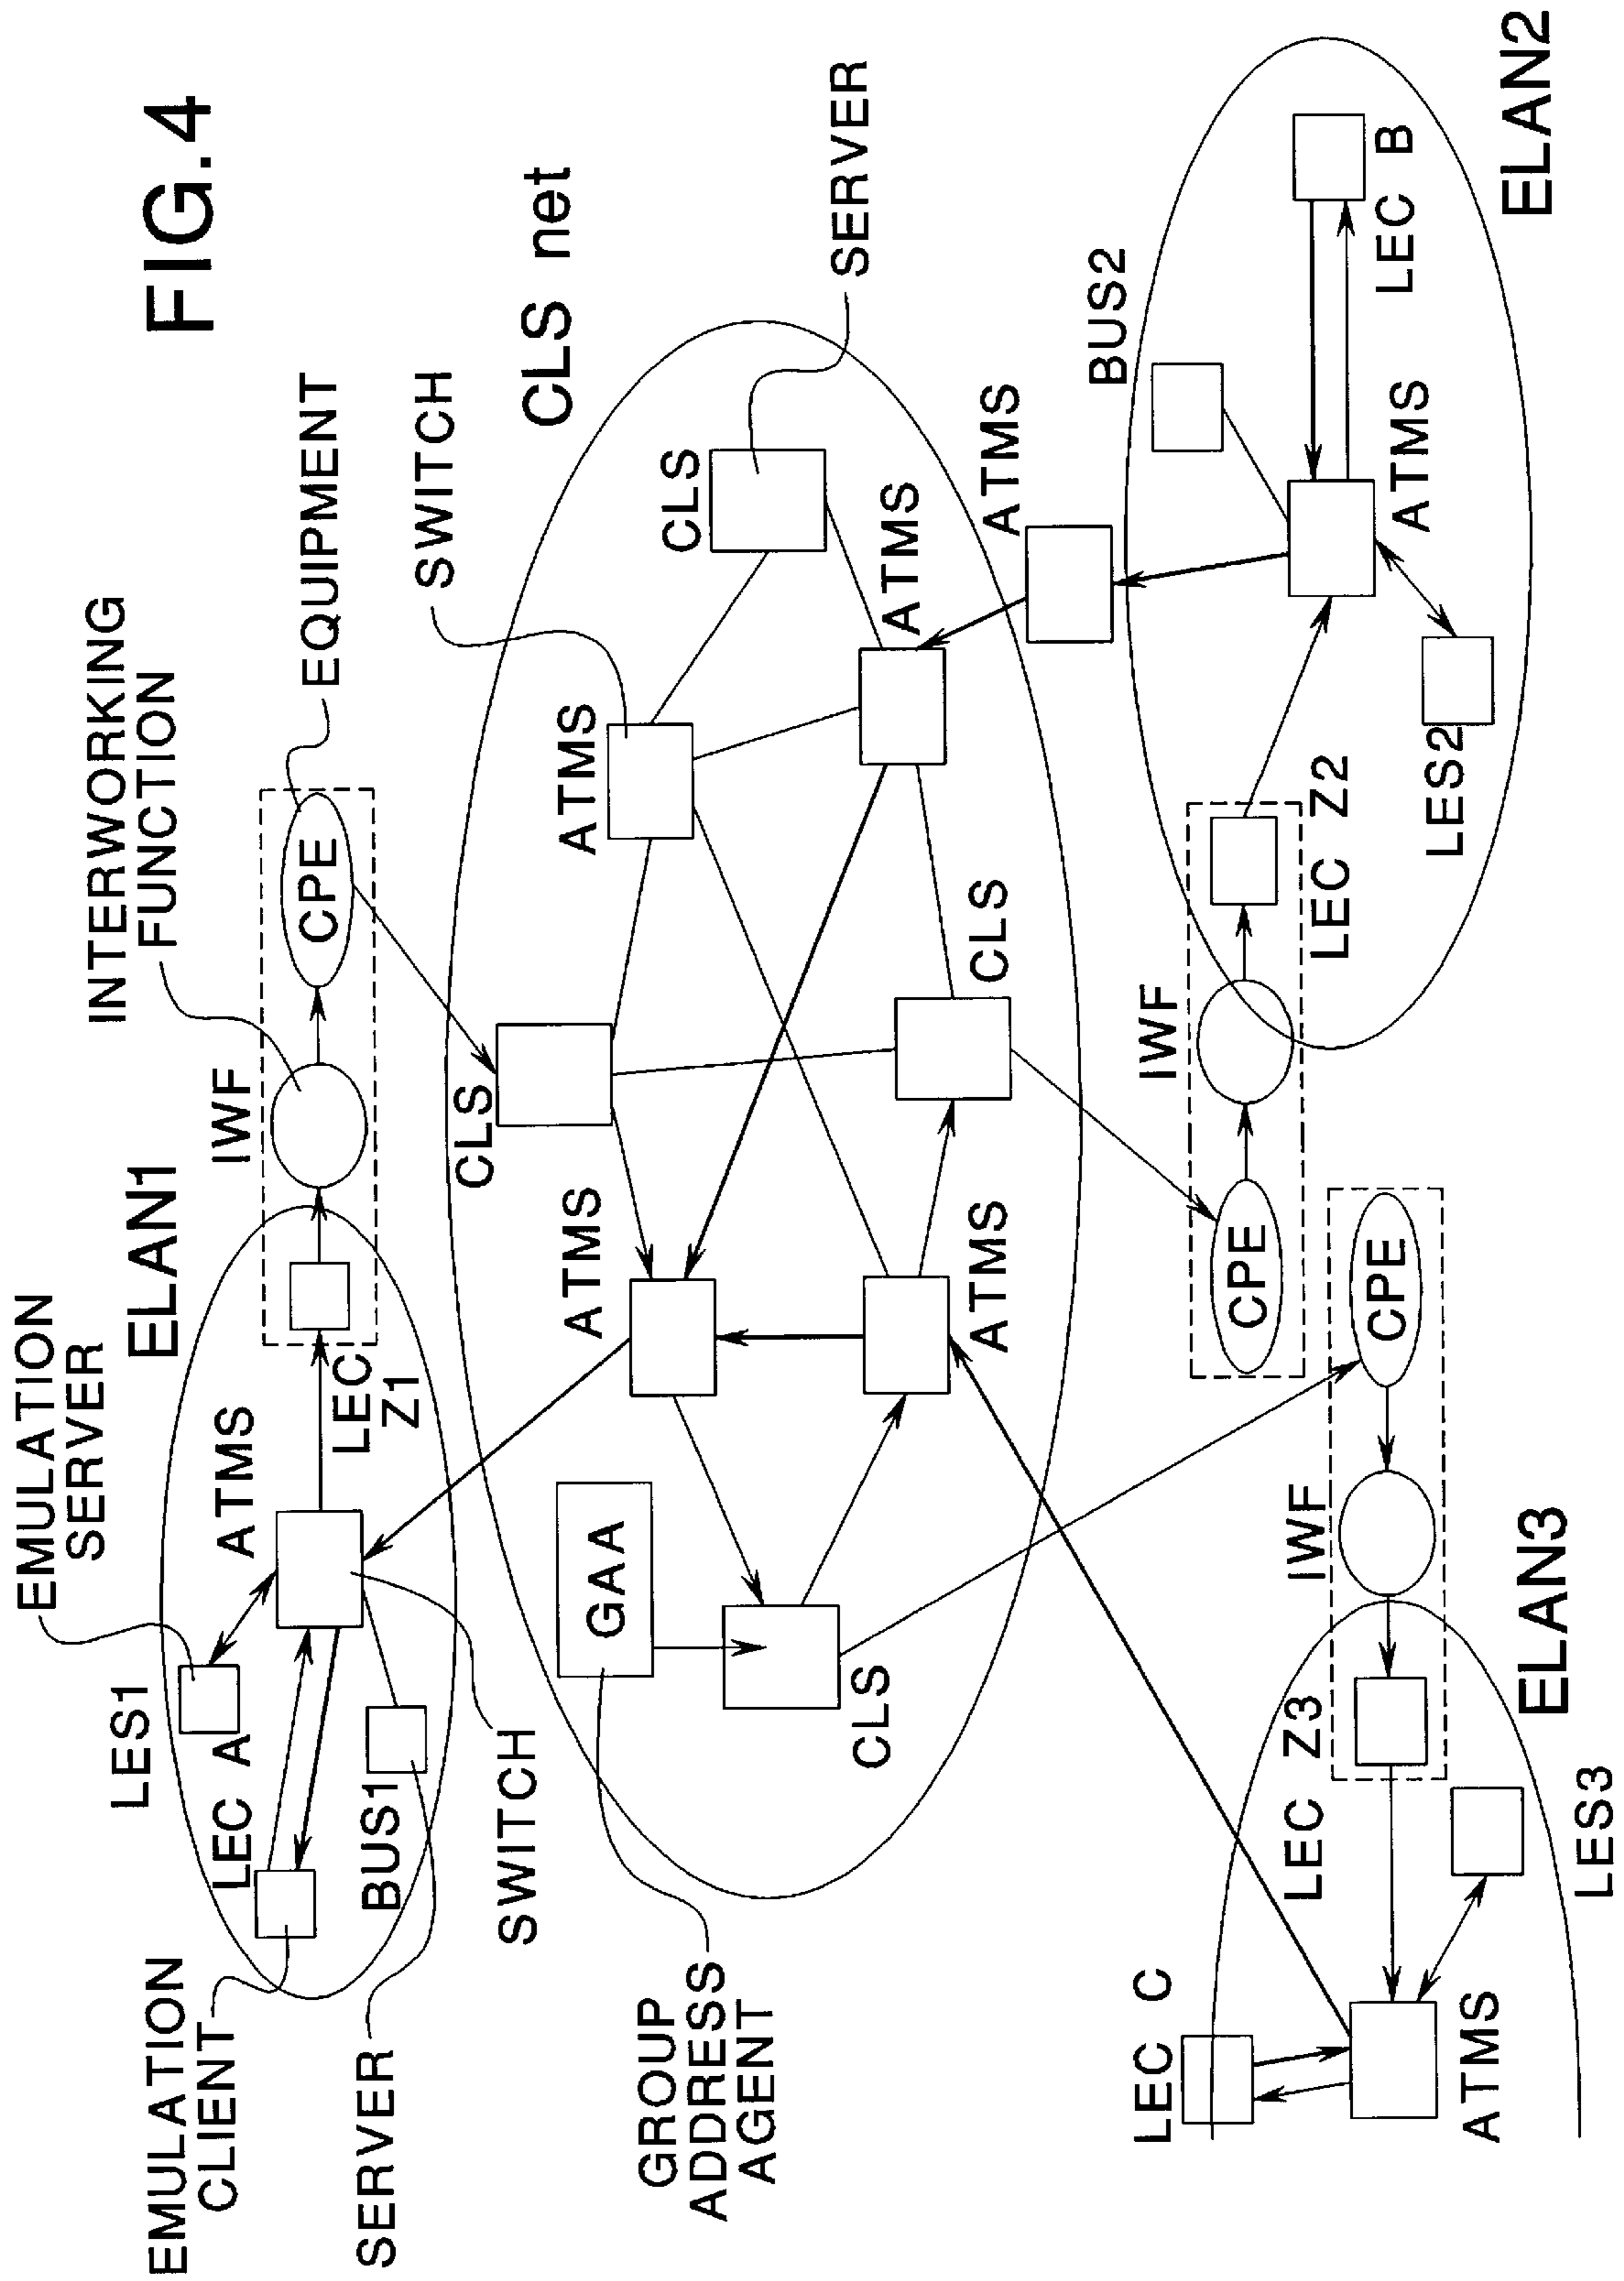 FIG.4
EMULATION
SERVER
INTERWORKING
FUNCTION
EQUIPMENT
ELAN1
IWF
CPE
LES1
ATMS
LEC A
LEC
Z1
EMULATION
CLIENT
BUS1
SERVER
SWITCH
SWITCH
CLS net
CLS
ATMS
CLS
SERVER
ATMS
GAA
ATMS
CLS
ATMS
CLS
ATMS
GROUP
ADDRESS
AGENT
BUS2
IWF
CPE
LEC Z2
ATMS
LEC B
LES2
ELAN2
LEC C
LEC Z3
IWF
CPE
ATMS
LES3
ELAN3